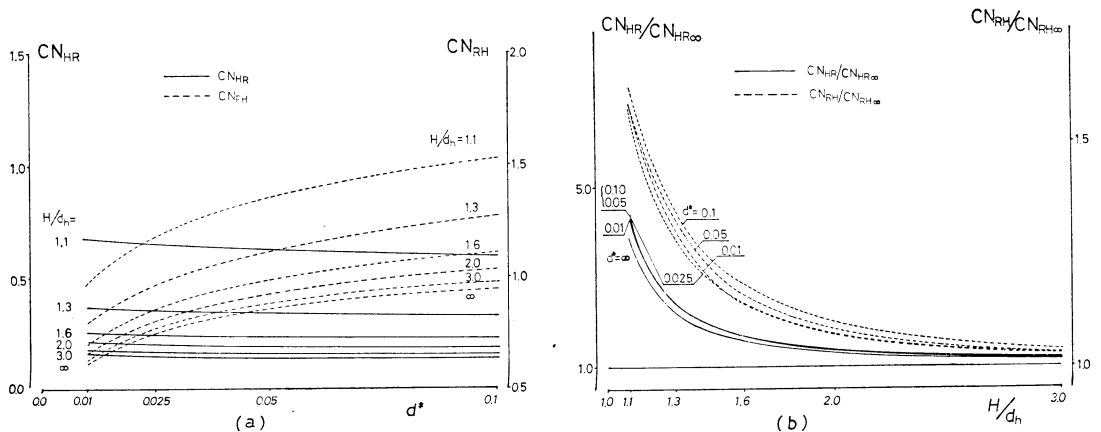 CN_HR
CN_RH
1.5
2.0
CN_HR
CN_RH
H/d_h=1.1
1.0
1.5
1.3
H/d_h=
1.1
1.6
2.0
1.0
3.0
∞
0.5
1.3
1.6
2.0
3.0
∞
0.0
0.5
0.0
0.01
0.025
0.05
0.1
d*
(a)
CN_HR/CN_HR∞
CN_RH/CN_RH∞
CN_HR/CN_HR∞
CN_RH/CN_RH∞
1.5
5.0
0.10
0.05
0.01
d*=∞
d*=0.1
0.05
0.01
0.025
1.0
1.0
1.0
1.1
1.3
1.6
2.0
3.0
H/d_h
(b)